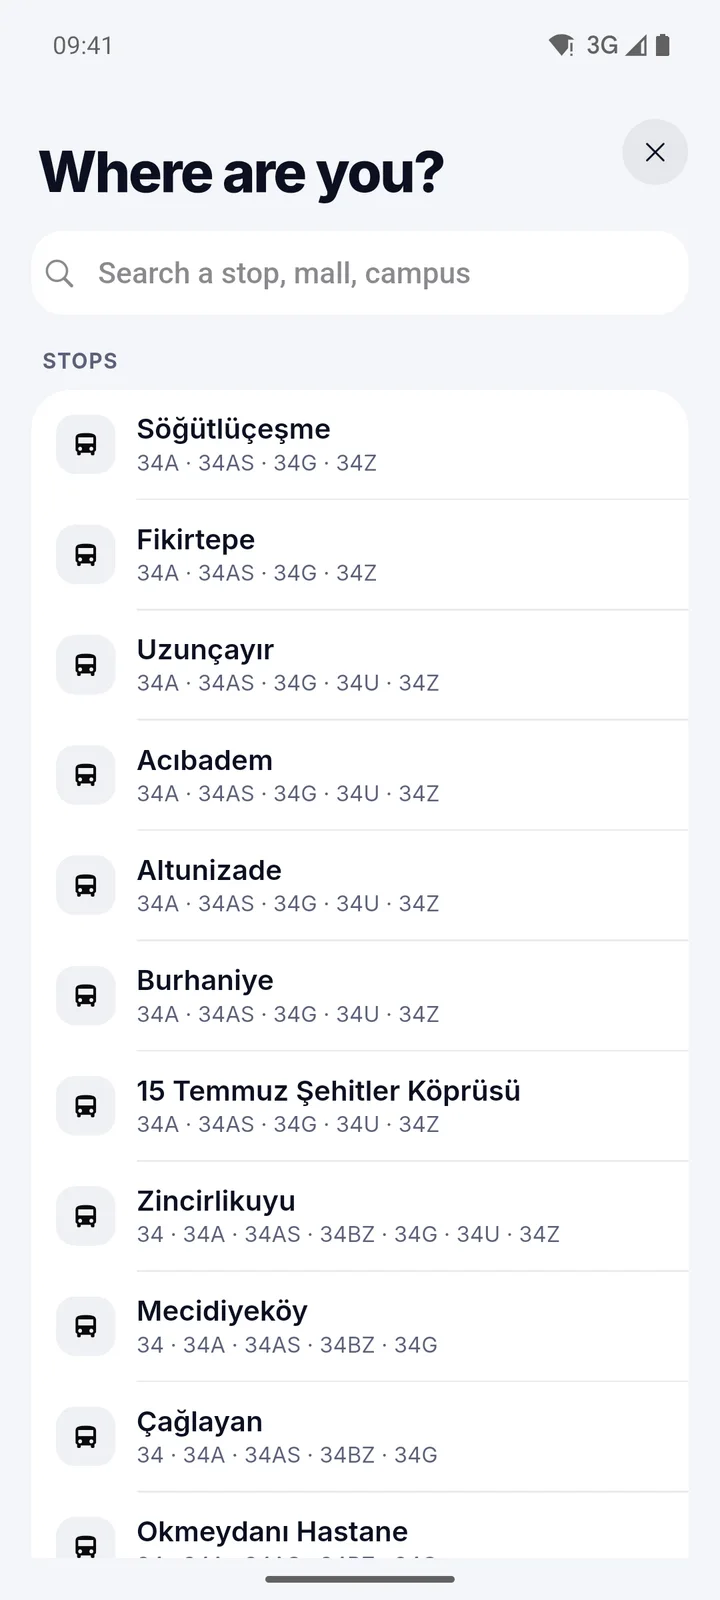 09:41
3G
Where are you?
Search a stop, mall, campus
STOPS
Söğütlüçeşme
34A · 34AS · 34G · 34Z
Fikirtepe
34A · 34AS · 34G · 34Z
Uzunçayır
34A · 34AS · 34G · 34U · 34Z
Acıbadem
34A · 34AS · 34G · 34U · 34Z
Altunizade
34A · 34AS · 34G · 34U · 34Z
Burhaniye
34A · 34AS · 34G · 34U · 34Z
15 Temmuz Şehitler Köprüsü
34A · 34AS · 34G · 34U · 34Z
Zincirlikuyu
34 · 34A · 34AS · 34BZ · 34G · 34U · 34Z
Mecidiyeköy
34 · 34A · 34AS · 34BZ · 34G
Çağlayan
34 · 34A · 34AS · 34BZ · 34G
Okmeydanı Hastane